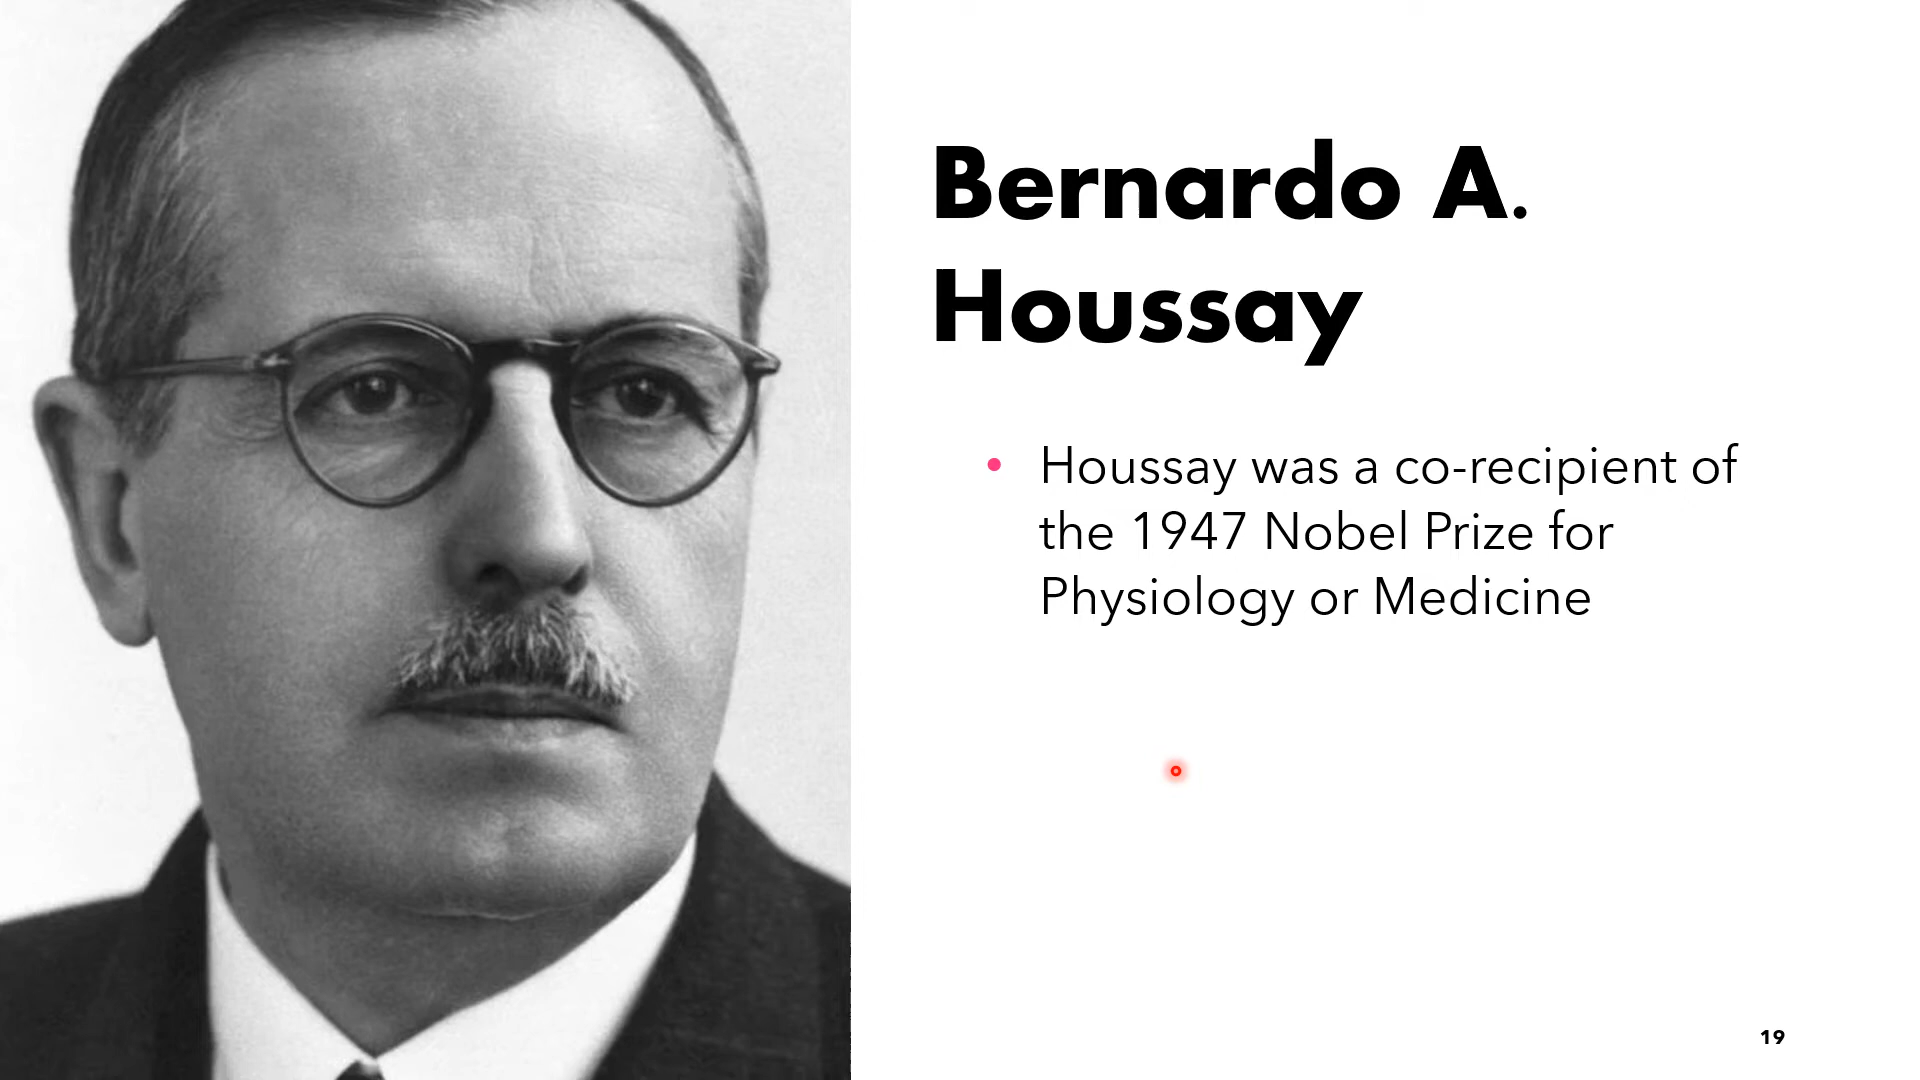 Bernardo A.
Houssay
• Houssay was a co-recipient of
the 1947 Nobel Prize for
Physiology or Medicine
19